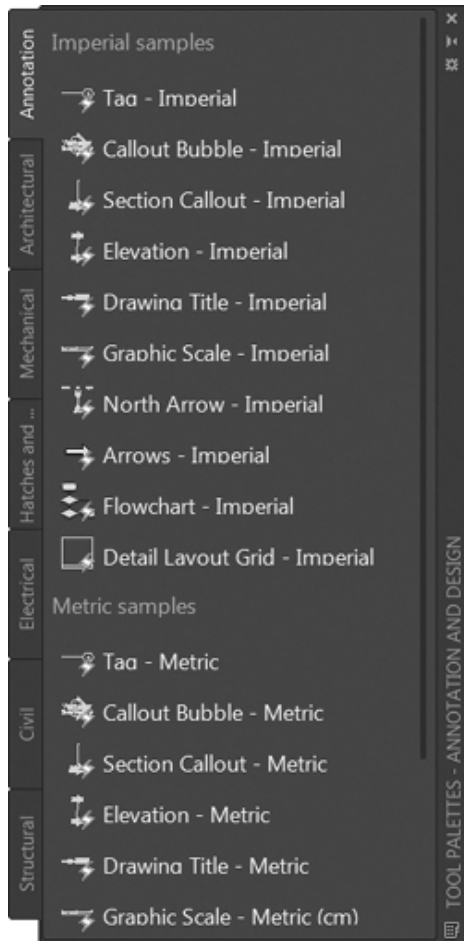 Annotation
Architectural
Mechanical
Hatches and ...
Electrical
Civil
Structural
Imperial samples
Tag - Imperial
Callout Bubble - Imperial
Section Callout - Imperial
Elevation - Imperial
Drawing Title - Imperial
Graphic Scale - Imperial
North Arrow - Imperial
Arrows - Imperial
Flowchart - Imperial
Detail Layout Grid - Imperial
Metric samples
Tag - Metric
Callout Bubble - Metric
Section Callout - Metric
Elevation - Metric
Drawing Title - Metric
Graphic Scale - Metric (cm)
TOOL PALETTES - ANNOTATION AND DESIGN